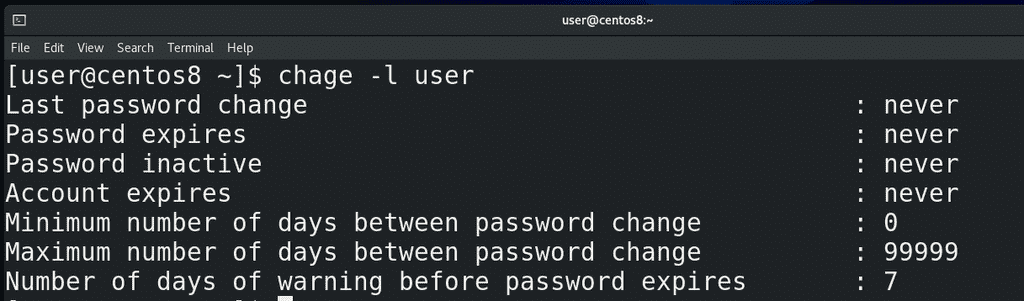 user@centos8:~
File Edit View Search Terminal Help
[user@centos8 ~]$ chage -l user
Last password change : never
Password expires : never
Password inactive : never
Account expires : never
Minimum number of days between password change : 0
Maximum number of days between password change : 99999
Number of days of warning before password expires : 7